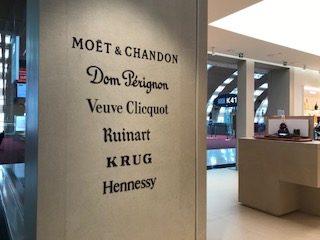 MOËT & CHANDON
Dom Pérignon
Veuve Clicquot
Ruinart
KRUG
Hennessy
K41